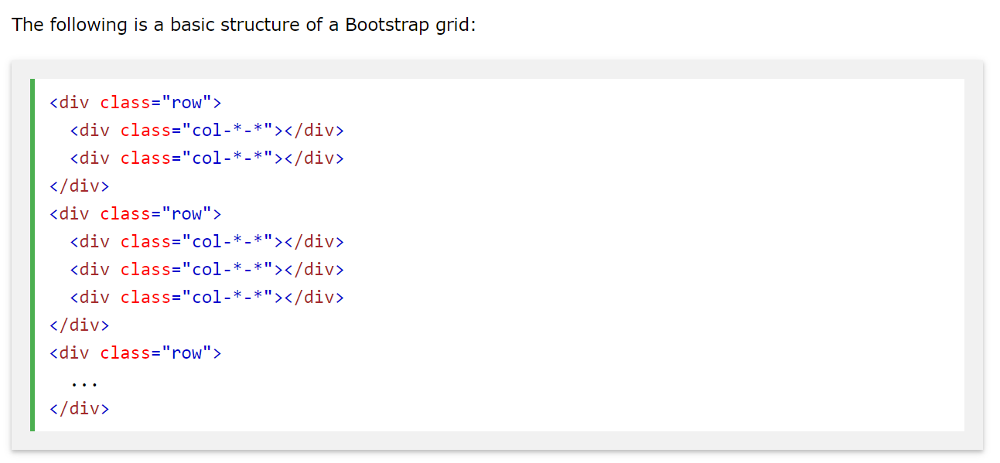 The following is a basic structure of a Bootstrap grid:
<div class="row">
  <div class="col-*-*"></div>
  <div class="col-*-*"></div>
</div>
<div class="row">
  <div class="col-*-*"></div>
  <div class="col-*-*"></div>
  <div class="col-*-*"></div>
</div>
<div class="row">
  ...
</div>